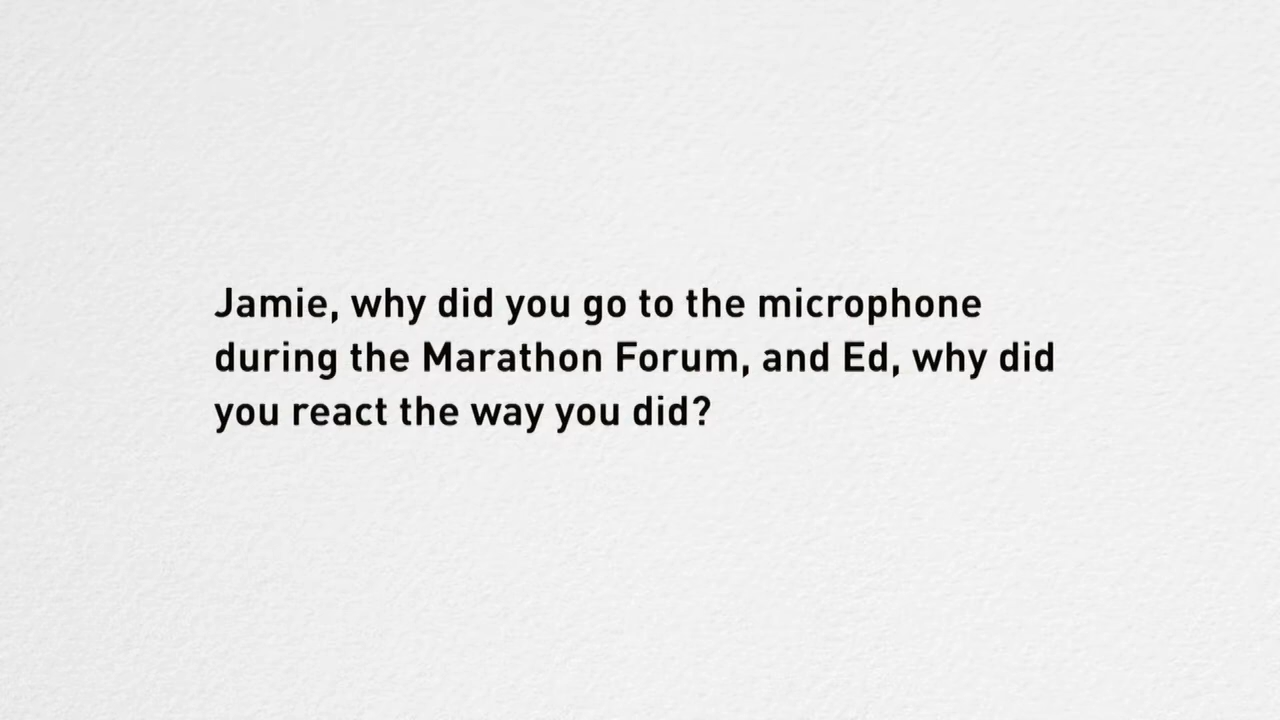 Jamie, why did you go to the microphone
during the Marathon Forum, and Ed, why did
you react the way you did?